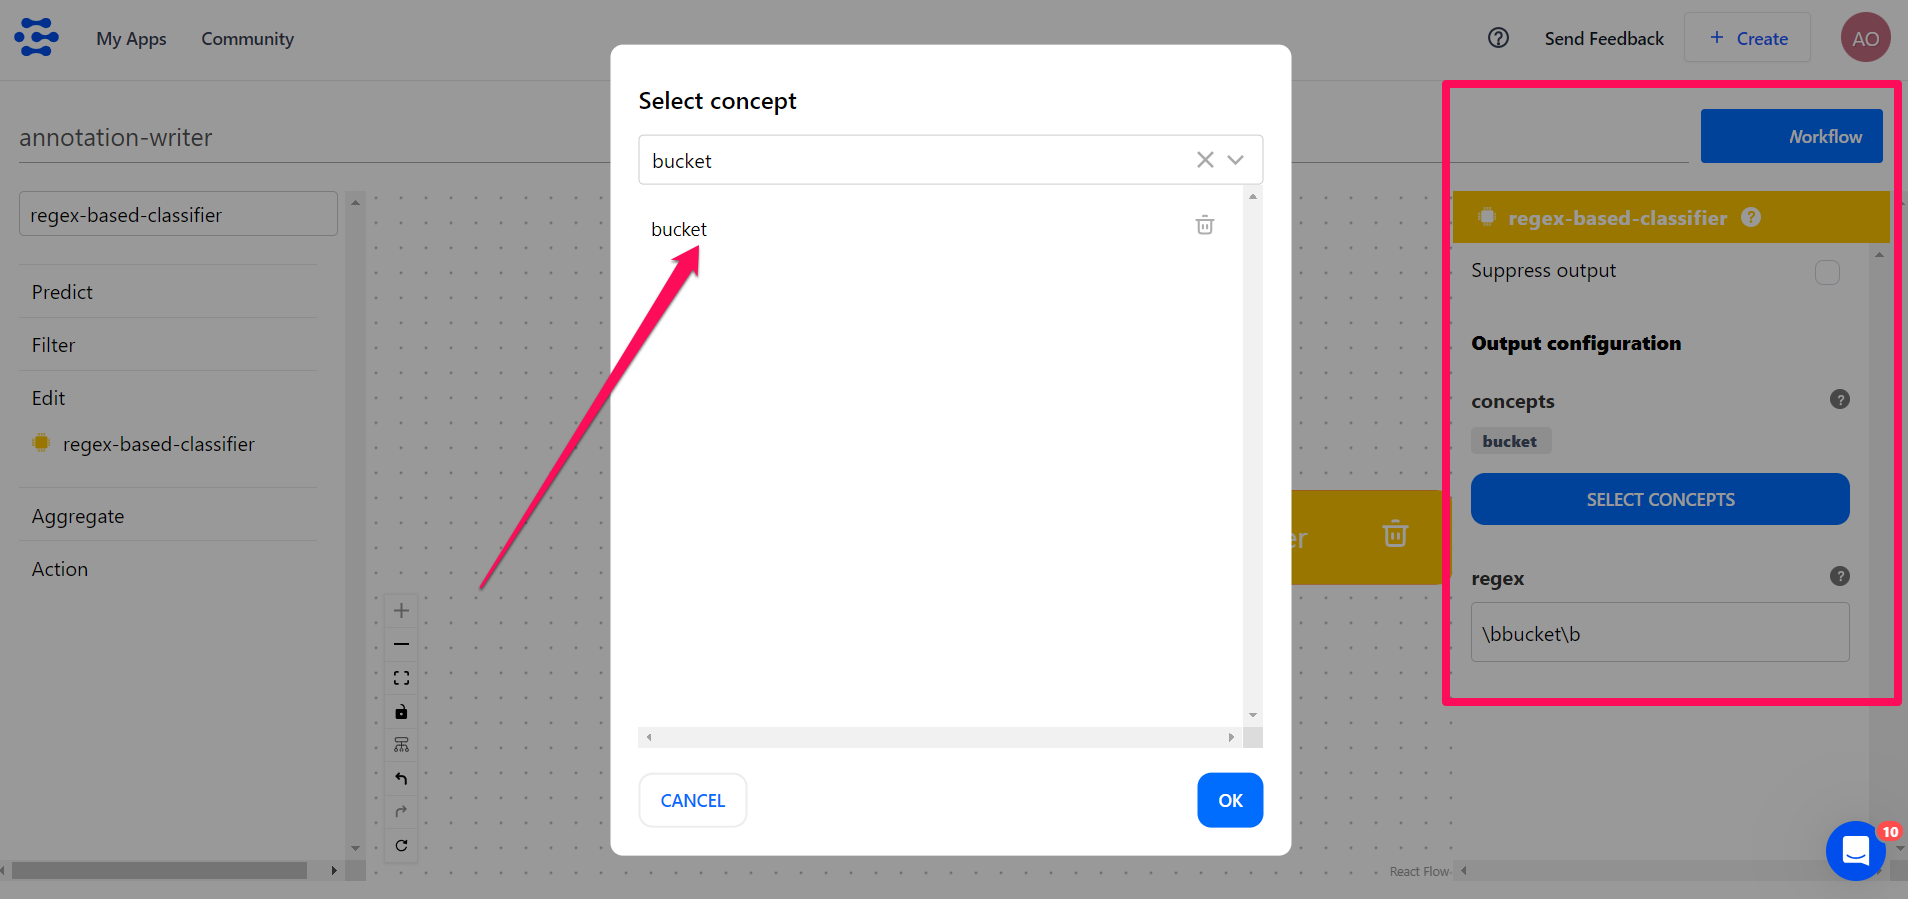 My Apps
Community
Send Feedback
+ Create
AO
annotation-writer
Workflow
regex-based-classifier
Predict
Filter
Edit
regex-based-classifier
Aggregate
Action
Select concept
bucket
bucket
CANCEL
OK
er
React Flow
regex-based-classifier ?
Suppress output
Output configuration
concepts ?
bucket
SELECT CONCEPTS
regex ?
\bbucket\b
10